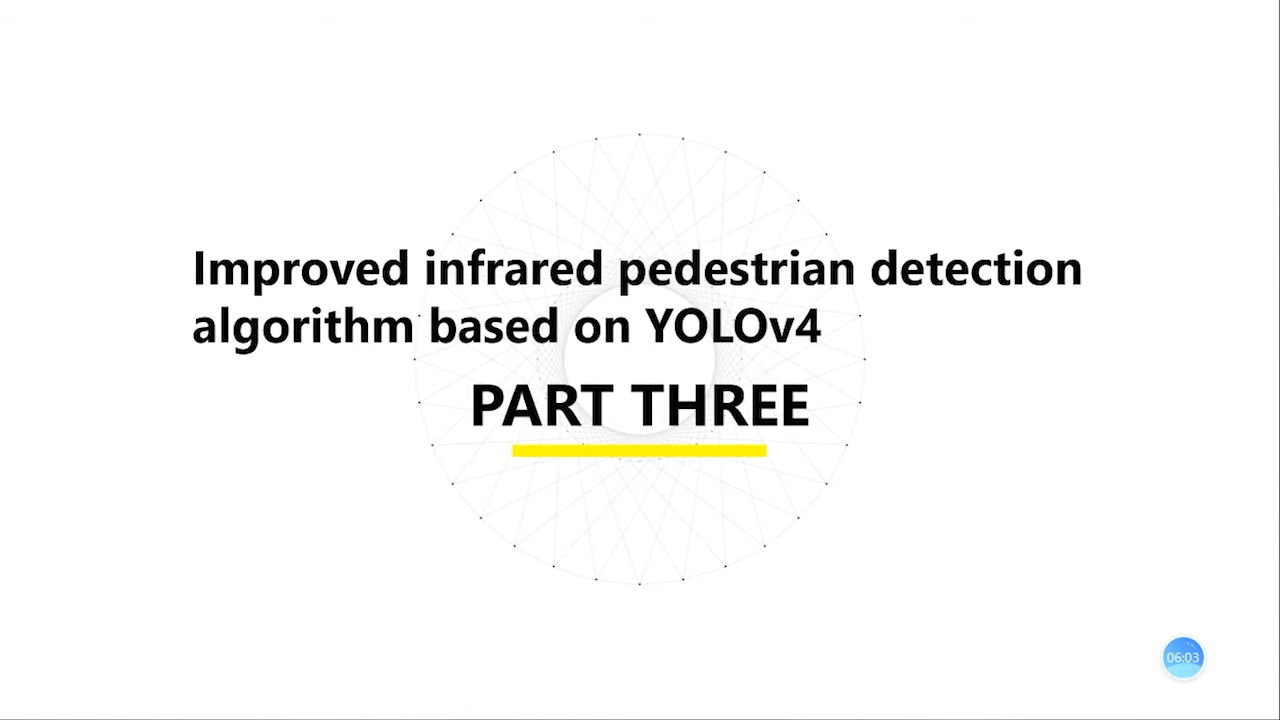 Improved infrared pedestrian detection
algorithm based on YOLOv4
PART THREE
06:03